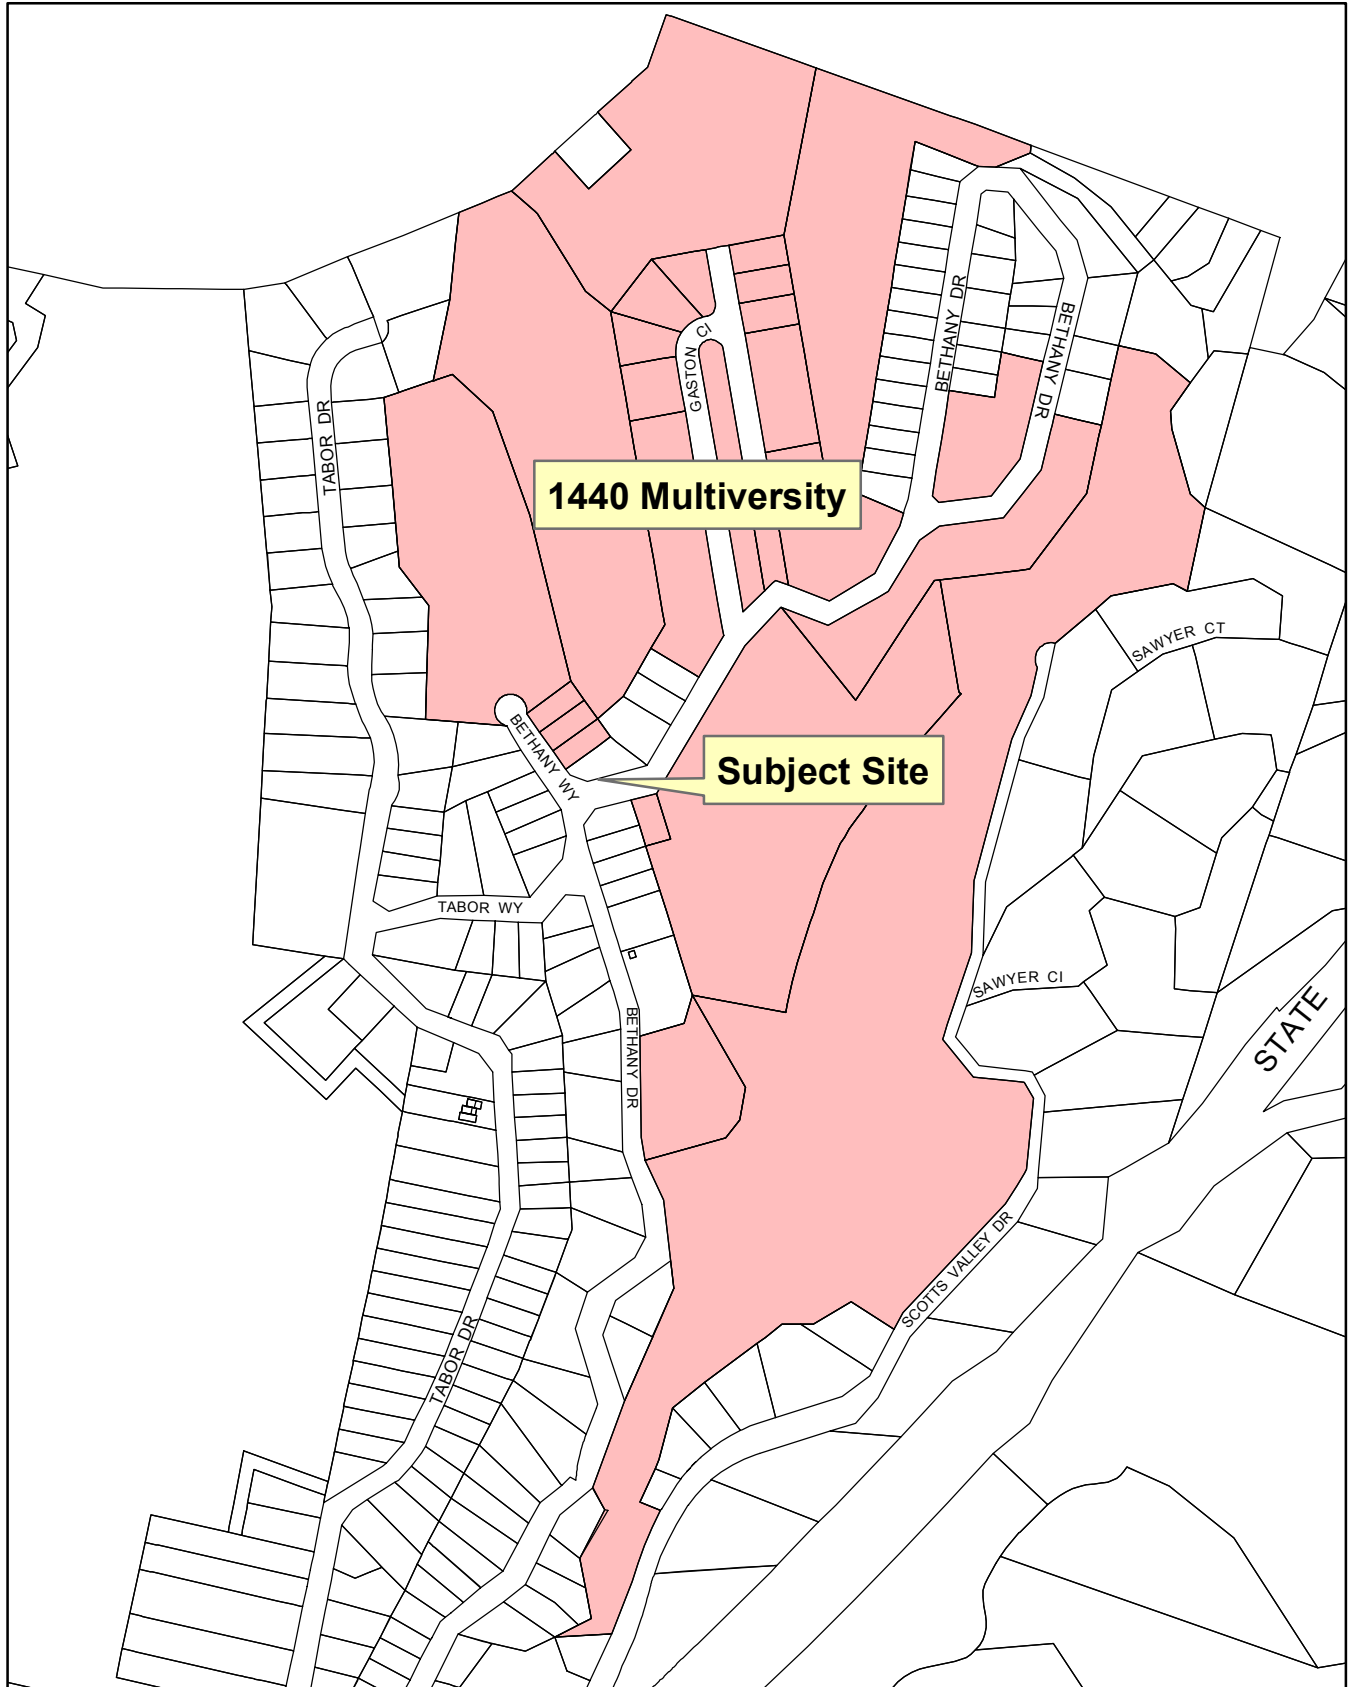 GASTON CI
BETHANY DR
BETHANY DR
TABOR DR
1440 Multiversity
SAWYER CT
BETHANY WY
Subject Site
TABOR WY
SAWYER CI
STATE
BETHANY DR
SCOTTS VALLEY DR
TABOR DR